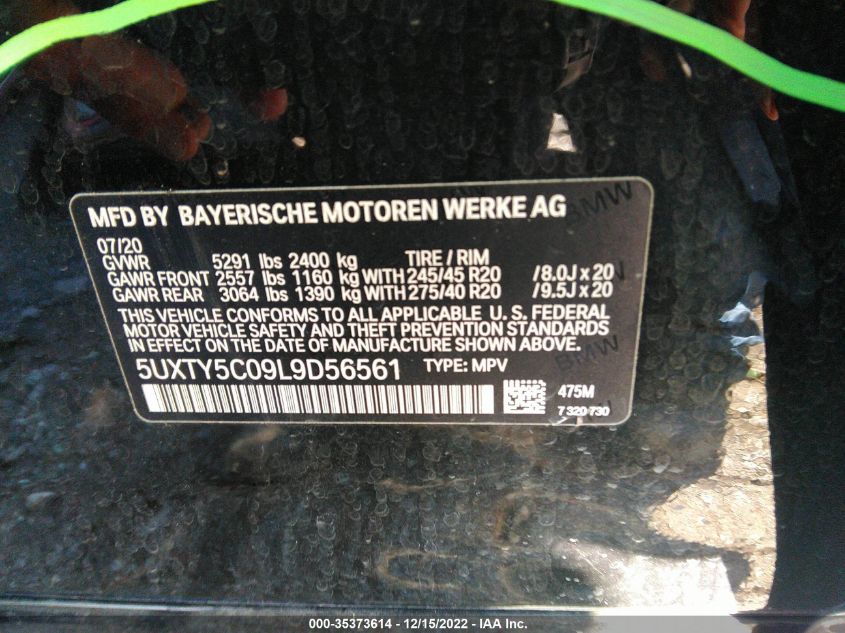 MFD BY BAYERISCHE MOTOREN WERKE AG
07/20
GVWR 5291 lbs 2400 kg TIRE / RIM
GAWR FRONT 2557 lbs 1160 kg WITH 245/45 R20 / 8.0J x 20
GAWR REAR 3064 lbs 1390 kg WITH 275/40 R20 / 9.5J x 20
THIS VEHICLE CONFORMS TO ALL APPLICABLE U. S. FEDERAL
MOTOR VEHICLE SAFETY AND THEFT PREVENTION STANDARDS
IN EFFECT ON THE DATE OF MANUFACTURE SHOWN ABOVE.
5UXTY5C09L9D56561 TYPE: MPV
475M
7 320 730
BMW
BMW
000-35373614 - 12/15/2022 - IAA Inc.